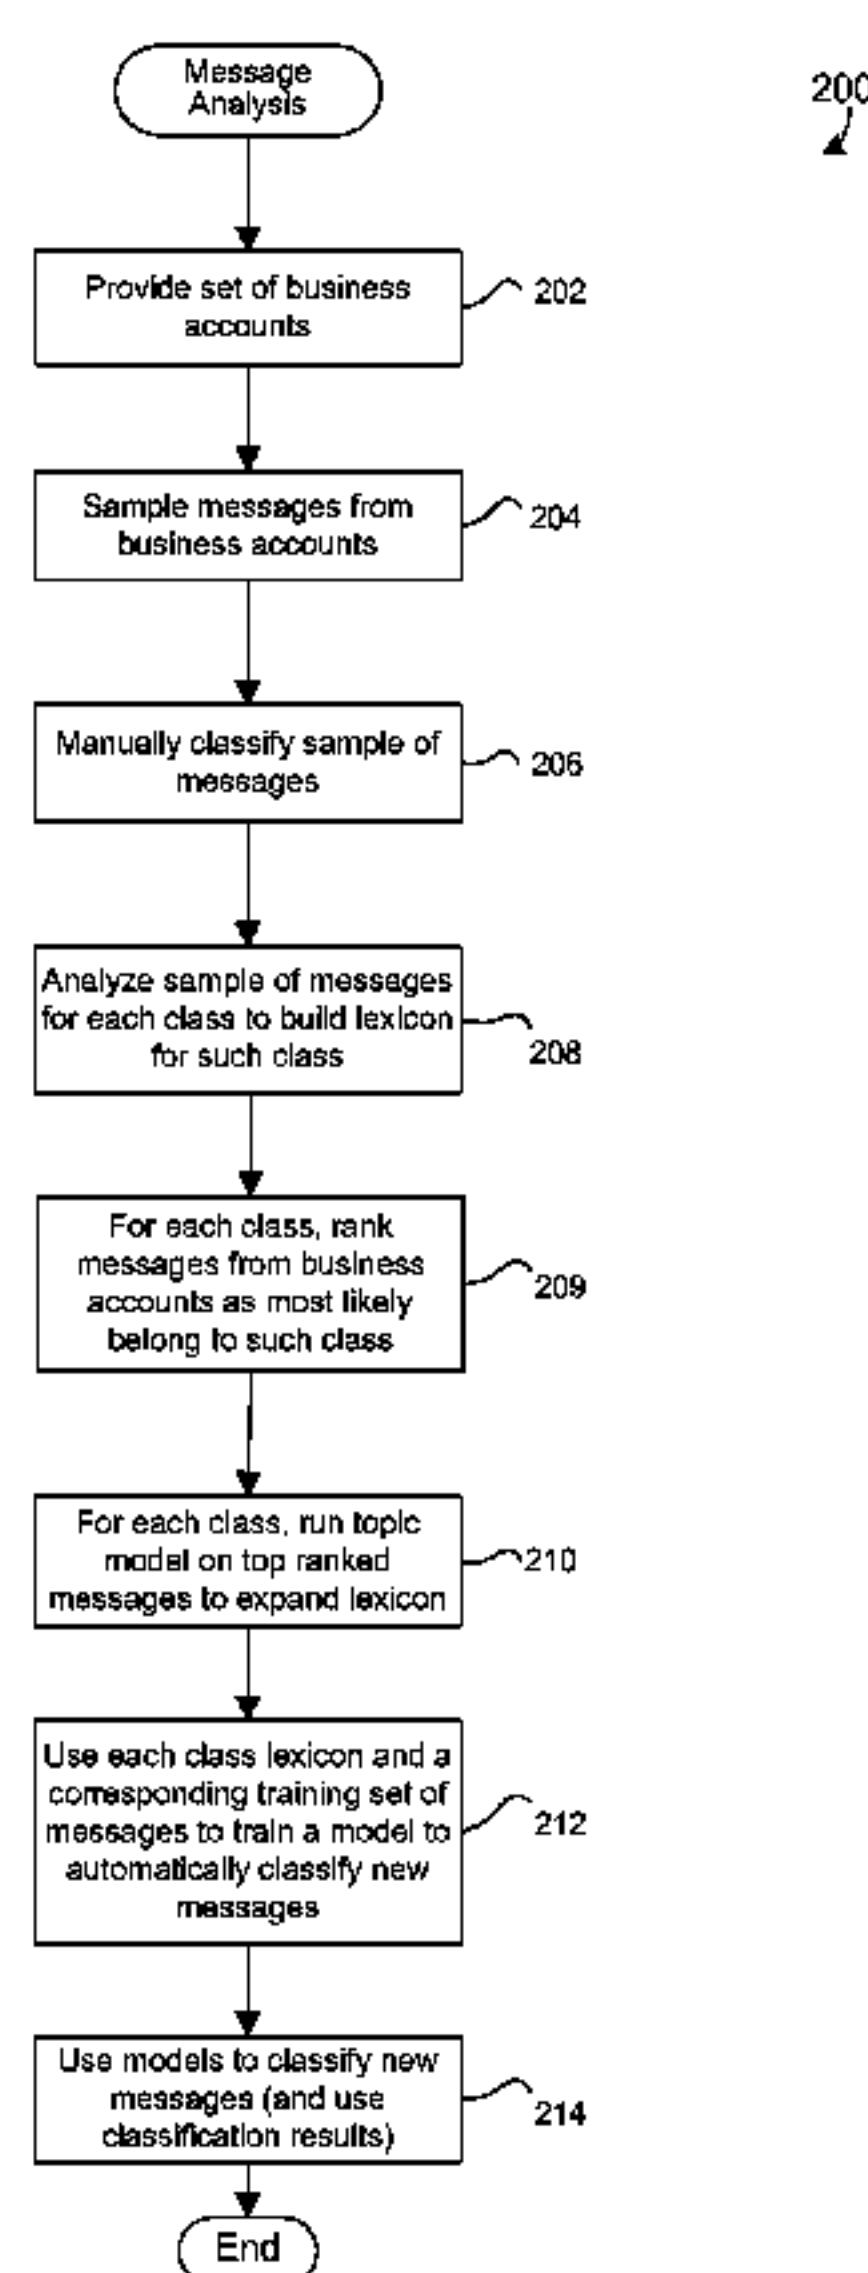 Message
Analysis
200
Provide set of business
accounts
202
Sample messages from
business accounts
204
Manually classify sample of
messages
206
Analyze sample of messages
for each class to build lexicon
for such class
208
For each class, rank
messages from business
accounts as most likely
belong to such class
209
For each class, run topic
model on top ranked
messages to expand lexicon
210
Use each class lexicon and a
corresponding training set of
messages to train a model to
automatically classify new
messages
212
Use models to classify new
messages (and use
classification results)
214
End